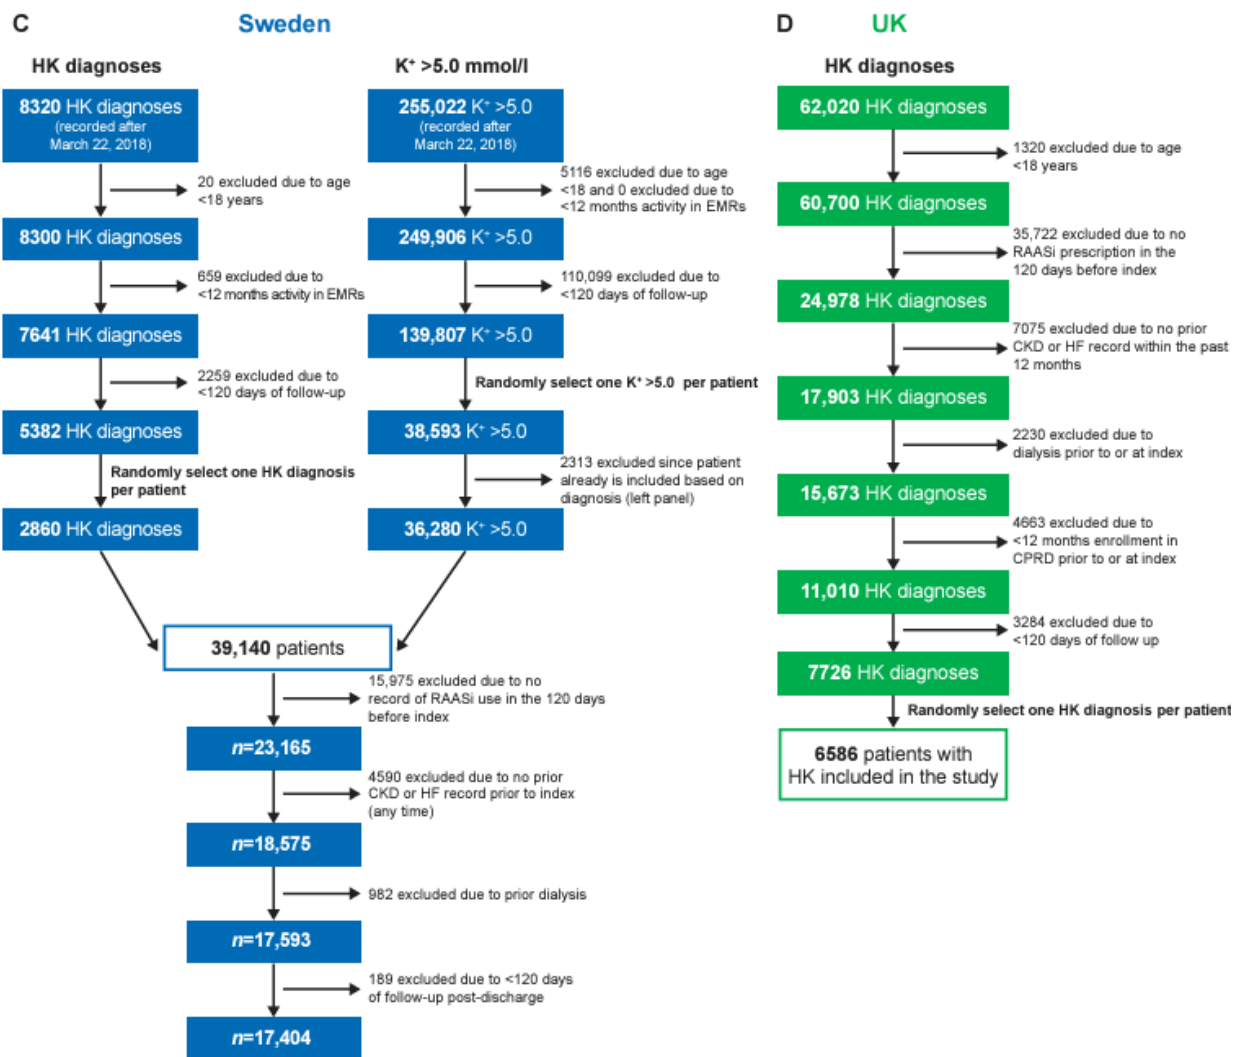 C
Sweden
HK diagnoses
8320 HK diagnoses
(recorded after
March 22, 2018)
20 excluded due to age
<18 years
8300 HK diagnoses
659 excluded due to
<12 months activity in EMRs
7641 HK diagnoses
2259 excluded due to
<120 days of follow-up
5382 HK diagnoses
Randomly select one HK diagnosis
per patient
2860 HK diagnoses
K⁺ >5.0 mmol/l
255,022 K⁺ >5.0
(recorded after
March 22, 2018)
5116 excluded due to age
<18 and 0 excluded due to
<12 months activity in EMRs
249,906 K⁺ >5.0
110,099 excluded due to
<120 days of follow-up
139,807 K⁺ >5.0
Randomly select one K⁺ >5.0 per patient
38,593 K⁺ >5.0
2313 excluded since patient
already is included based on
diagnosis (left panel)
36,280 K⁺ >5.0
39,140 patients
15,975 excluded due to no
record of RAASi use in the 120 days
before index
n=23,165
4590 excluded due to no prior
CKD or HF record prior to index
(any time)
n=18,575
982 excluded due to prior dialysis
n=17,593
189 excluded due to <120 days
of follow-up post-discharge
n=17,404
D
UK
HK diagnoses
62,020 HK diagnoses
1320 excluded due to age
<18 years
60,700 HK diagnoses
35,722 excluded due to no
RAASi prescription in the
120 days before index
24,978 HK diagnoses
7075 excluded due to no prior
CKD or HF record within the past
12 months
17,903 HK diagnoses
2230 excluded due to
dialysis prior to or at index
15,673 HK diagnoses
4663 excluded due to
<12 months enrollment in
CPRD prior to or at index
11,010 HK diagnoses
3284 excluded due to
<120 days of follow up
7726 HK diagnoses
Randomly select one HK diagnosis per patient
6586 patients with
HK included in the study